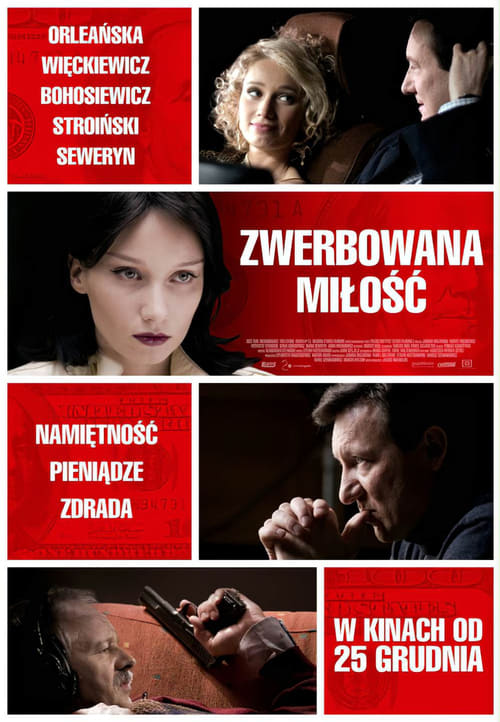 ORLEAŃSKA
WIĘCKIEWICZ
BOHOSIEWICZ
STROIŃSKI
SEWERYN
ZWERBOWANA
MIŁOŚĆ
NAMIĘTNOŚĆ
PIENIĄDZE
ZDRADA
W KINACH OD
25 GRUDNIA